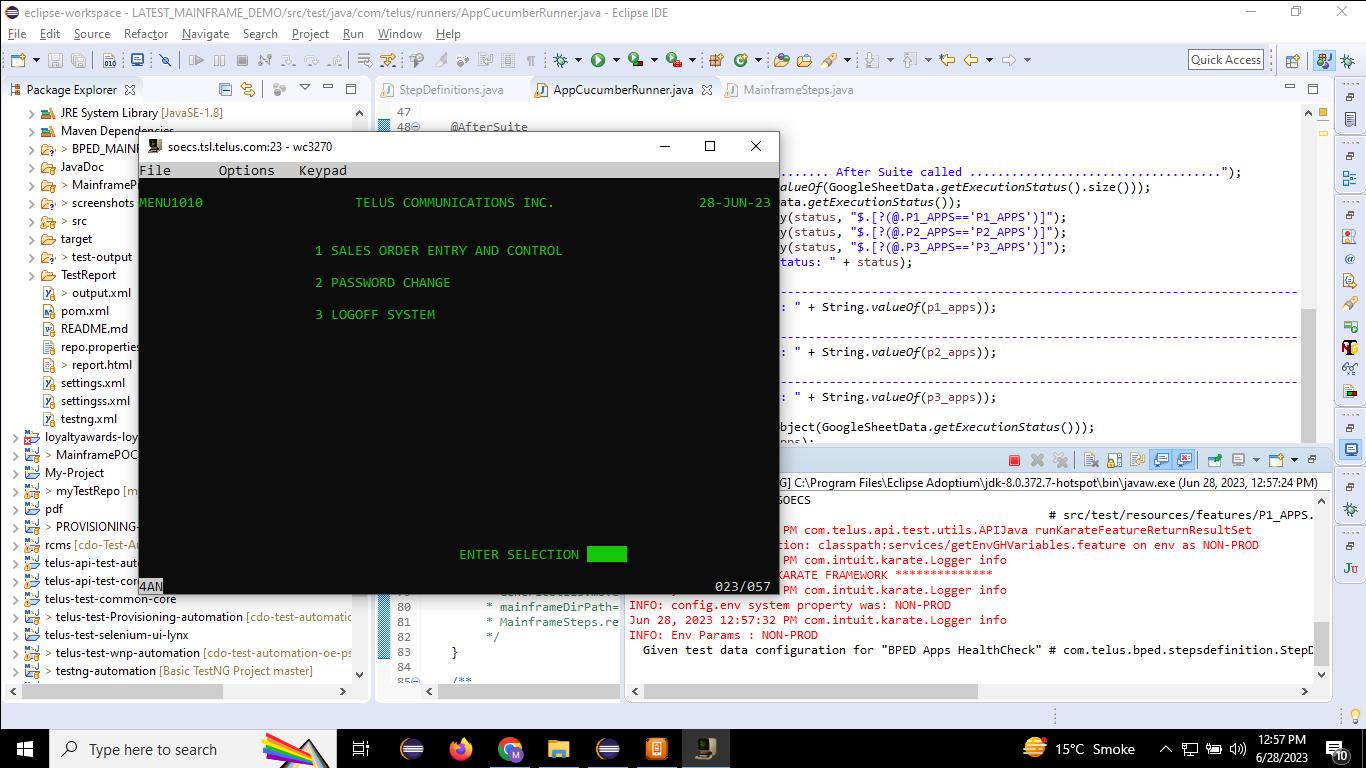 eclipse-workspace - LATEST_MAINFRAME_DEMO/src/test/java/com/telus/runners/AppCucumberRunner.java - Eclipse IDE
File Edit Source Refactor Navigate Search Project Run Window Help
Quick Access
Package Explorer
StepDefinitions.java
AppCucumberRunner.java
MainframeSteps.java
JRE System Library [JavaSE-1.8]
Maven Dependencies
> BPED_MAINF
JavaDoc
> MainframeP
> screenshots
> src
target
> test-output
TestReport
> output.xml
pom.xml
README.md
repo.properties
> report.html
settings.xml
settingss.xml
testng.xml
loyaltyawards-loy
> MainframePOC
My-Project
> myTestRepo [m
pdf
> PROVISIONING-
rcms [cdo-Test-Au
telus-api-test-aut
telus-api-test-cor
telus-test-common-core
> telus-test-Provisioning-automation [cdo-test-automation
telus-test-selenium-ui-lynx
> telus-test-wnp-automation [cdo-test-automation-oe-ps
testng-automation [Basic TestNG Project master]
47
48 @AfterSuite
....... After Suite called ...................................");
alueOf(GoogleSheetData.getExecutionStatus().size()));
ata.getExecutionStatus());
y(status, "$.[?(@.P1_APPS=='P1_APPS')]");
y(status, "$.[?(@.P2_APPS=='P2_APPS')]");
y(status, "$.[?(@.P3_APPS=='P3_APPS')]");
tatus: " + status);
: " + String.valueOf(p1_apps));
: " + String.valueOf(p2_apps));
: " + String.valueOf(p3_apps));
bject(GoogleSheetData.getExecutionStatus()));
80 * mainframeDirPath=
81 * MainframeSteps.re
82 */
83 }
84
85 /**
soecs.tsl.telus.com:23 - wc3270
File Options Keypad
MENU1010 TELUS COMMUNICATIONS INC. 28-JUN-23
1 SALES ORDER ENTRY AND CONTROL
2 PASSWORD CHANGE
3 LOGOFF SYSTEM
ENTER SELECTION
4AN 023/057
G] C:\Program Files\Eclipse Adoptium\jdk-8.0.372.7-hotspot\bin\javaw.exe (Jun 28, 2023, 12:57:24 PM)
SOECS
# src/test/resources/features/P1_APPS.
PM com.telus.api.test.utils.APIJava runKarateFeatureReturnResultSet
tion: classpath:services/getEnvGHVariables.feature on env as NON-PROD
PM com.intuit.karate.Logger info
KARATE FRAMEWORK **************
PM com.intuit.karate.Logger info
INFO: config.env system property was: NON-PROD
Jun 28, 2023 12:57:32 PM com.intuit.karate.Logger info
INFO: Env Params : NON-PROD
Given test data configuration for "BPED Apps HealthCheck" # com.telus.bped.stepsdefinition.StepD
Type here to search
15°C Smoke
12:57 PM
6/28/2023
10